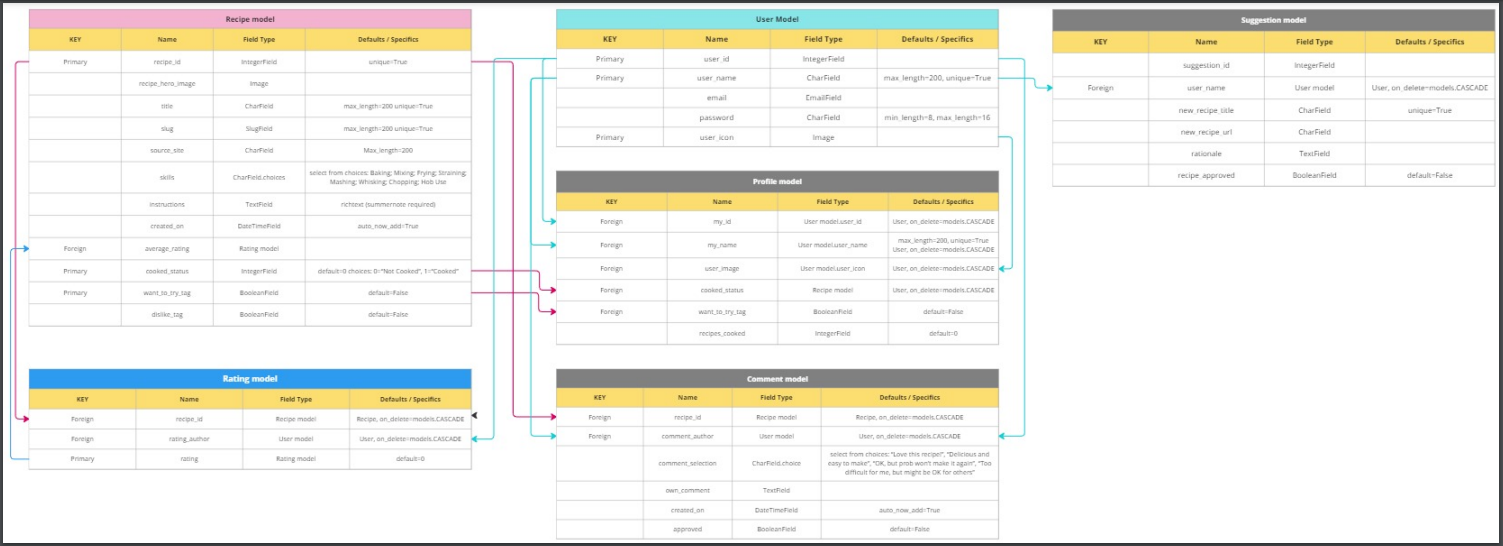 Recipe model
KEY Name Field Type Defaults / Specifics
Primary recipe_id IntegerField unique=True
recipe_hero_image Image
title CharField max_length=200 unique=True
slug SlugField max_length=200 unique=True
source_site CharField Max_length=200
skills CharField.choices select from choices: Baking; Mixing; Frying; Straining;
Mashing; Whisking; Chopping; Hob Use
instructions TextField richtext (summernote required)
created_on DateTimeField auto_now_add=True
Foreign average_rating Rating model
Primary cooked_status IntegerField default=0 choices: 0="Not Cooked", 1="Cooked"
Primary want_to_try_tag BooleanField default=False
dislike_tag BooleanField default=False
Rating model
KEY Name Field Type Defaults / Specifics
Foreign recipe_id Recipe model Recipe, on_delete=models.CASCADE
Foreign rating_author User model User, on_delete=models.CASCADE
Primary rating Rating model default=0
User Model
KEY Name Field Type Defaults / Specifics
Primary user_id IntegerField
Primary user_name CharField max_length=200, unique=True
email EmailField
password CharField min_length=8, max_length=16
Primary user_icon Image
Profile model
KEY Name Field Type Defaults / Specifics
Foreign my_id User model.user_id User, on_delete=models.CASCADE
Foreign my_name User model.user_name max_length=200, unique=True
User, on_delete=models.CASCADE
Foreign user_image User model.user_icon User, on_delete=models.CASCADE
Foreign cooked_status Recipe model User, on_delete=models.CASCADE
Foreign want_to_try_tag BooleanField default=False
recipes_cooked IntegerField default=0
Comment model
KEY Name Field Type Defaults / Specifics
Foreign recipe_id Recipe model Recipe, on_delete=models.CASCADE
Foreign comment_author User model User, on_delete=models.CASCADE
comment_selection CharField.choice select from choices: "Love this recipe!", "Delicious and
easy to make", "OK, but prob won't make it again", "Too
difficult for me, but might be OK for others"
own_comment TextField
created_on DateTimeField auto_now_add=True
approved BooleanField default=False
Suggestion model
KEY Name Field Type Defaults / Specifics
suggestion_id IntegerField
Foreign user_name User model User, on_delete=models.CASCADE
new_recipe_title CharField unique=True
new_recipe_url CharField
rationale TextField
recipe_approved BooleanField default=False